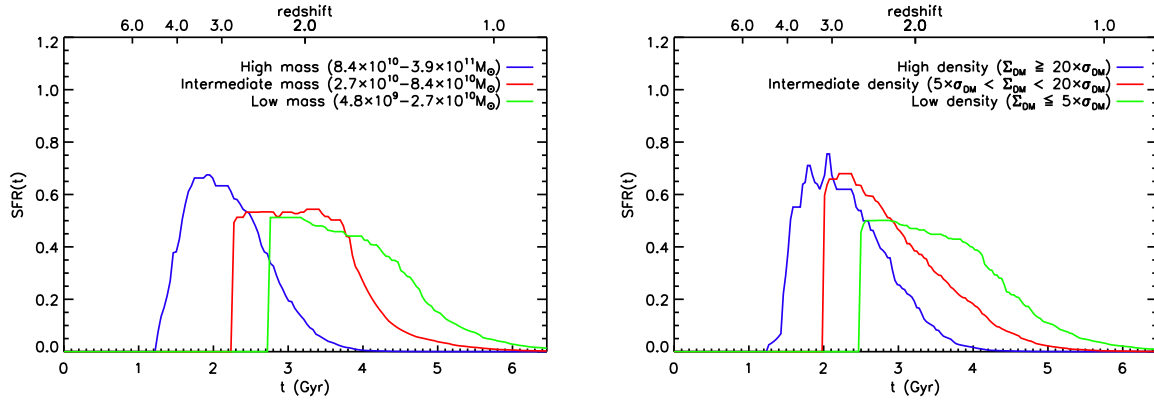 redshift
6.0 4.0 3.0 2.0 1.0
1.2
1.0
0.8
0.6
0.4
0.2
0.0
SFR(t)
High mass (8.4×10¹⁰−3.9×10¹¹M☉)
Intermediate mass (2.7×10¹⁰−8.4×10¹⁰M☉)
Low mass (4.8×10⁹−2.7×10¹⁰M☉)
0 1 2 3 4 5 6
t (Gyr)
redshift
6.0 4.0 3.0 2.0 1.0
1.2
1.0
0.8
0.6
0.4
0.2
0.0
SFR(t)
High density (Σ_DM ≧ 20×σ_DM)
Intermediate density (5×σ_DM < Σ_DM < 20×σ_DM)
Low density (Σ_DM ≦ 5×σ_DM)
0 1 2 3 4 5 6
t (Gyr)